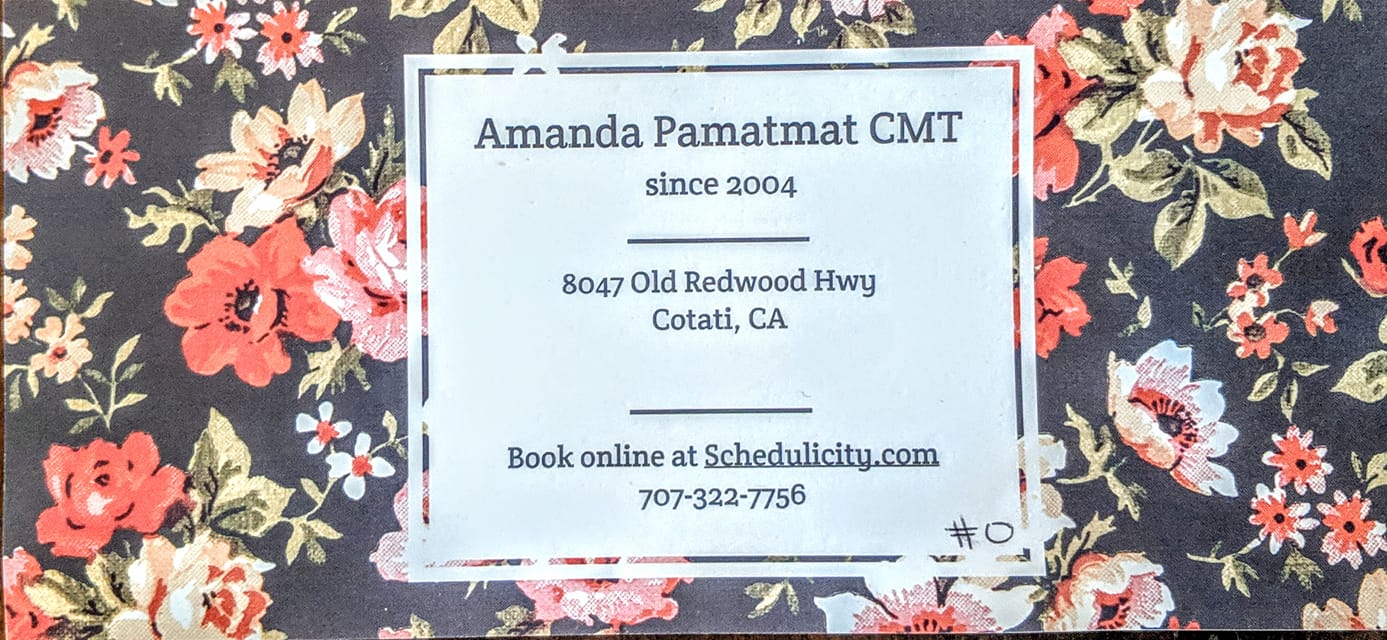 Amanda Pamatmat CMT
since 2004
8047 Old Redwood Hwy
Cotati, CA
Book online at Schedulicity.com
707-322-7756
#0